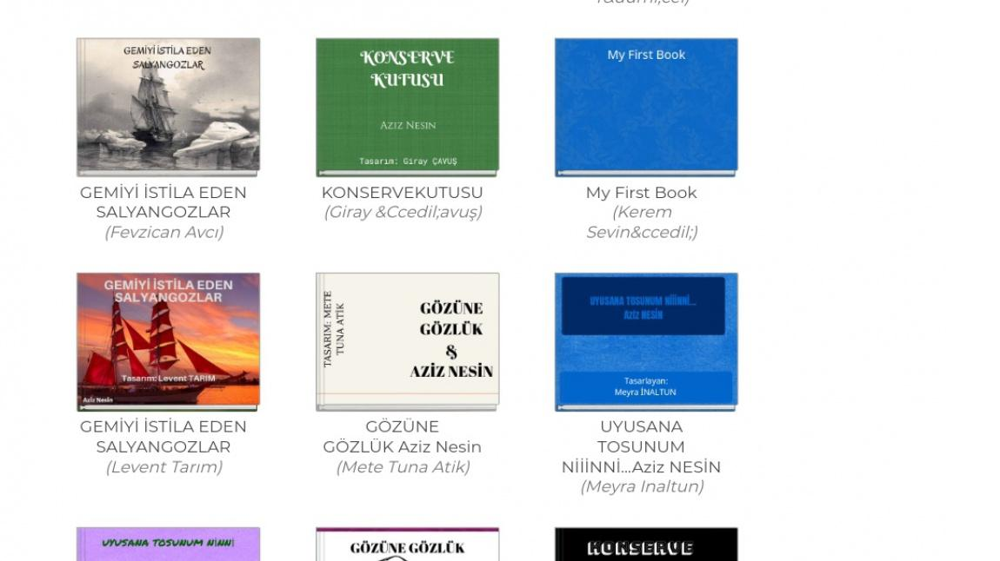 GEMİYİ İSTİLA EDEN
SALYANGOZLAR
KONSERVE
KUTUSU
AZIZ NESIN
Tasarım: Giray ÇAVUŞ
My First Book
GEMİYİ İSTİLA EDEN
SALYANGOZLAR
(Fevzican Avcı)
KONSERVEKUTUSU
(Giray &Ccedil;avuş)
My First Book
(Kerem
Sevin&ccedil;)
GEMİYİ İSTİLA EDEN
SALYANGOZLAR
Tasarım: Levent TARIM
Aziz Nesin
TASARIM: METE
TUNA ATIK
GÖZÜNE
GÖZLÜK
&
AZİZ NESİN
UYUSANA TOSUNUM NİİİNNİ...
AZİZ NESİN
Tasarlayan:
Meyra İNALTUN
GEMİYİ İSTİLA EDEN
SALYANGOZLAR
(Levent Tarım)
GÖZÜNE
GÖZLÜK Aziz Nesin
(Mete Tuna Atik)
UYUSANA
TOSUNUM
NİİİNNİ...Aziz NESİN
(Meyra Inaltun)
UYUSANA TOSUNUM NİNNİ
GÖZÜNE GÖZLÜK
KONSERVE